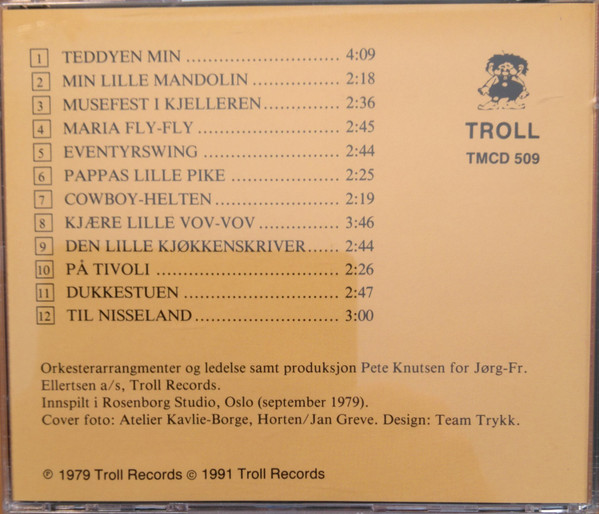 1 TEDDYEN MIN ............................ 4:09
2 MIN LILLE MANDOLIN ................ 2:18
3 MUSEFEST I KJELLEREN .............. 2:36
4 MARIA FLY-FLY .......................... 2:45
5 EVENTYRSWING .......................... 2:44
6 PAPPAS LILLE PIKE ..................... 2:25
7 COWBOY-HELTEN ....................... 2:19
8 KJÆRE LILLE VOV-VOV ............... 3:46
9 DEN LILLE KJØKKENSKRIVER ...... 2:44
10 PÅ TIVOLI ................................. 2:26
11 DUKKESTUEN ............................ 2:47
12 TIL NISSELAND .......................... 3:00
TROLL
TMCD 509
Orkesterarrangmenter og ledelse samt produksjon Pete Knutsen for Jørg-Fr.
Ellertsen a/s, Troll Records.
Innspilt i Rosenborg Studio, Oslo (september 1979).
Cover foto: Atelier Kavlie-Borge, Horten/Jan Greve. Design: Team Trykk.
℗ 1979 Troll Records © 1991 Troll Records